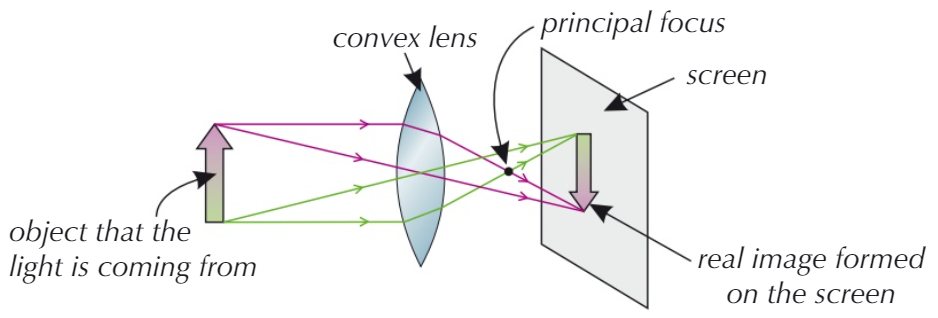 convex lens
principal focus
screen
object that the
light is coming from
real image formed
on the screen